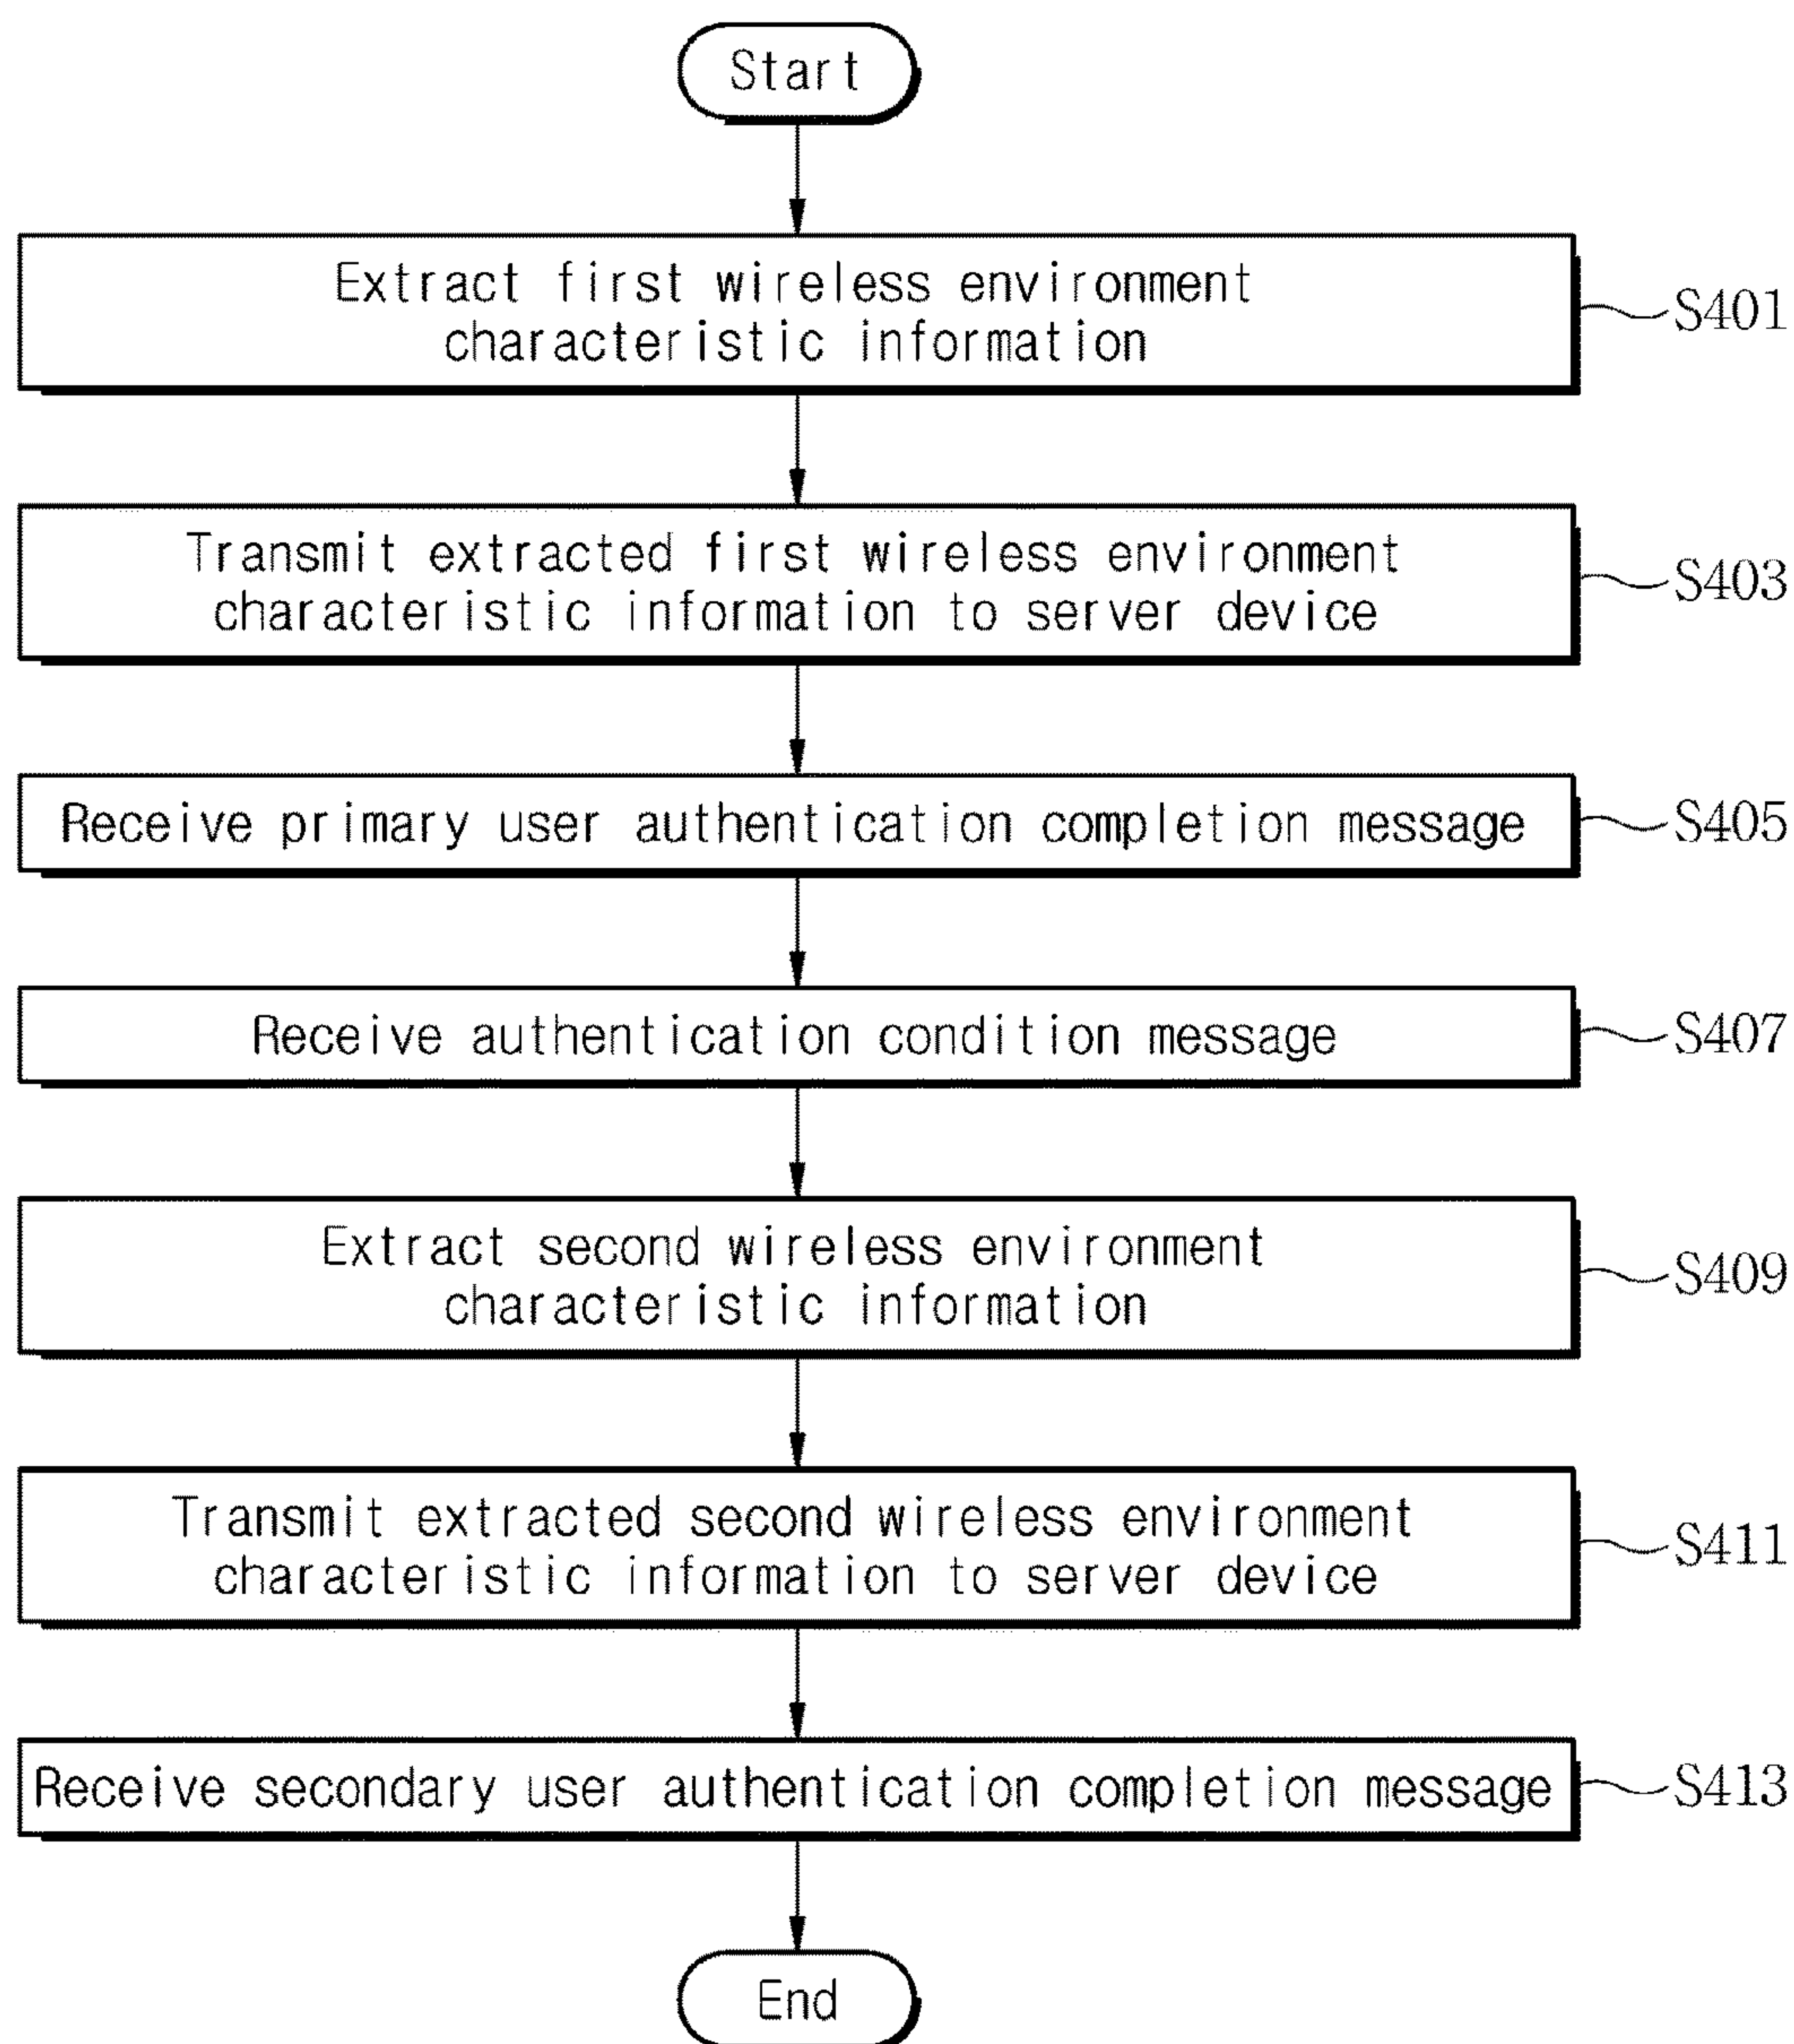 Start
Extract first wireless environment
characteristic information
S401
Transmit extracted first wireless environment
characteristic information to server device
S403
Receive primary user authentication completion message
S405
Receive authentication condition message
S407
Extract second wireless environment
characteristic information
S409
Transmit extracted second wireless environment
characteristic information to server device
S411
Receive secondary user authentication completion message
S413
End